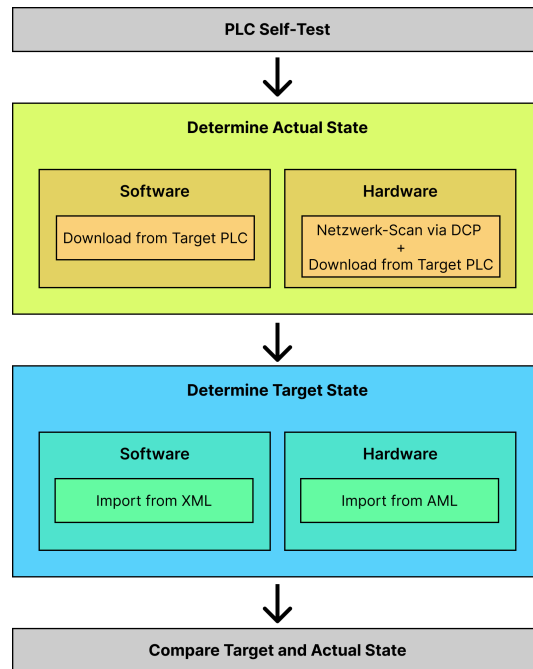 PLC Self-Test
Determine Actual State
Software
Download from Target PLC
Hardware
Netzwerk-Scan via DCP
+
Download from Target PLC
Determine Target State
Software
Import from XML
Hardware
Import from AML
Compare Target and Actual State